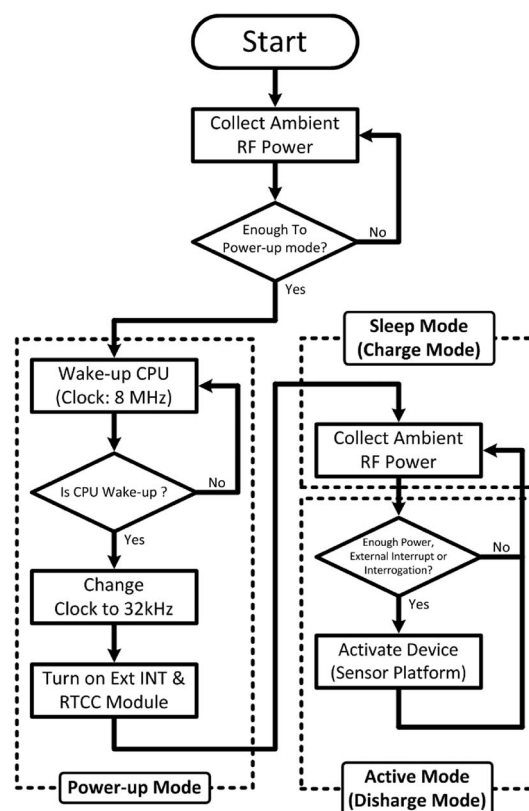 Start
Collect Ambient
RF Power
Enough To
Power-up mode?
No
Yes
Wake-up CPU
(Clock: 8 MHz)
Is CPU Wake-up ?
No
Yes
Change
Clock to 32kHz
Turn on Ext INT &
RTCC Module
Power-up Mode
Sleep Mode
(Charge Mode)
Collect Ambient
RF Power
Enough Power,
External Interrupt or
Interrogation?
No
Yes
Activate Device
(Sensor Platform)
Active Mode
(Disharge Mode)